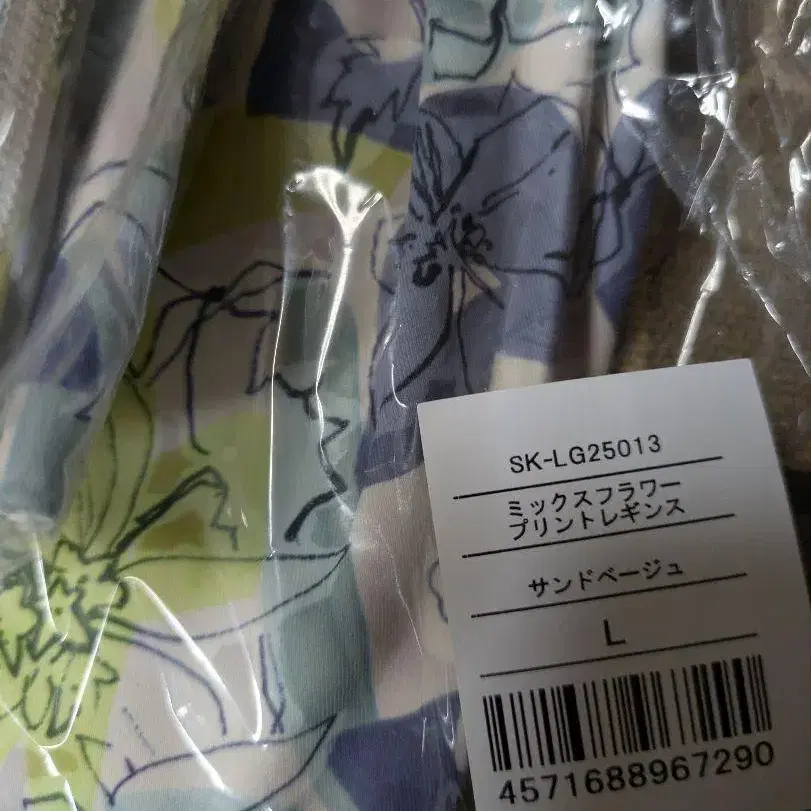 SK-LG25013
ミックスフラワー
プリントレギンス
サンドベージュ
L
4571688967290